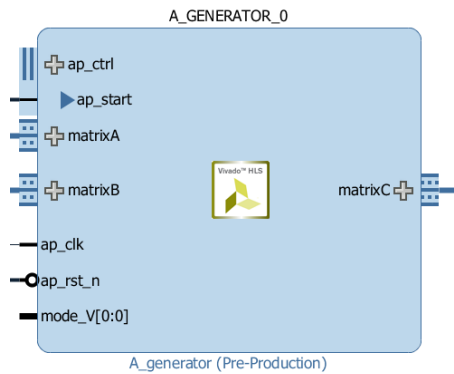 A_GENERATOR_0
ap_ctrl
ap_start
matrixA
matrixB
Vivado™ HLS
matrixC
ap_clk
ap_rst_n
mode_V[0:0]
A_generator (Pre-Production)